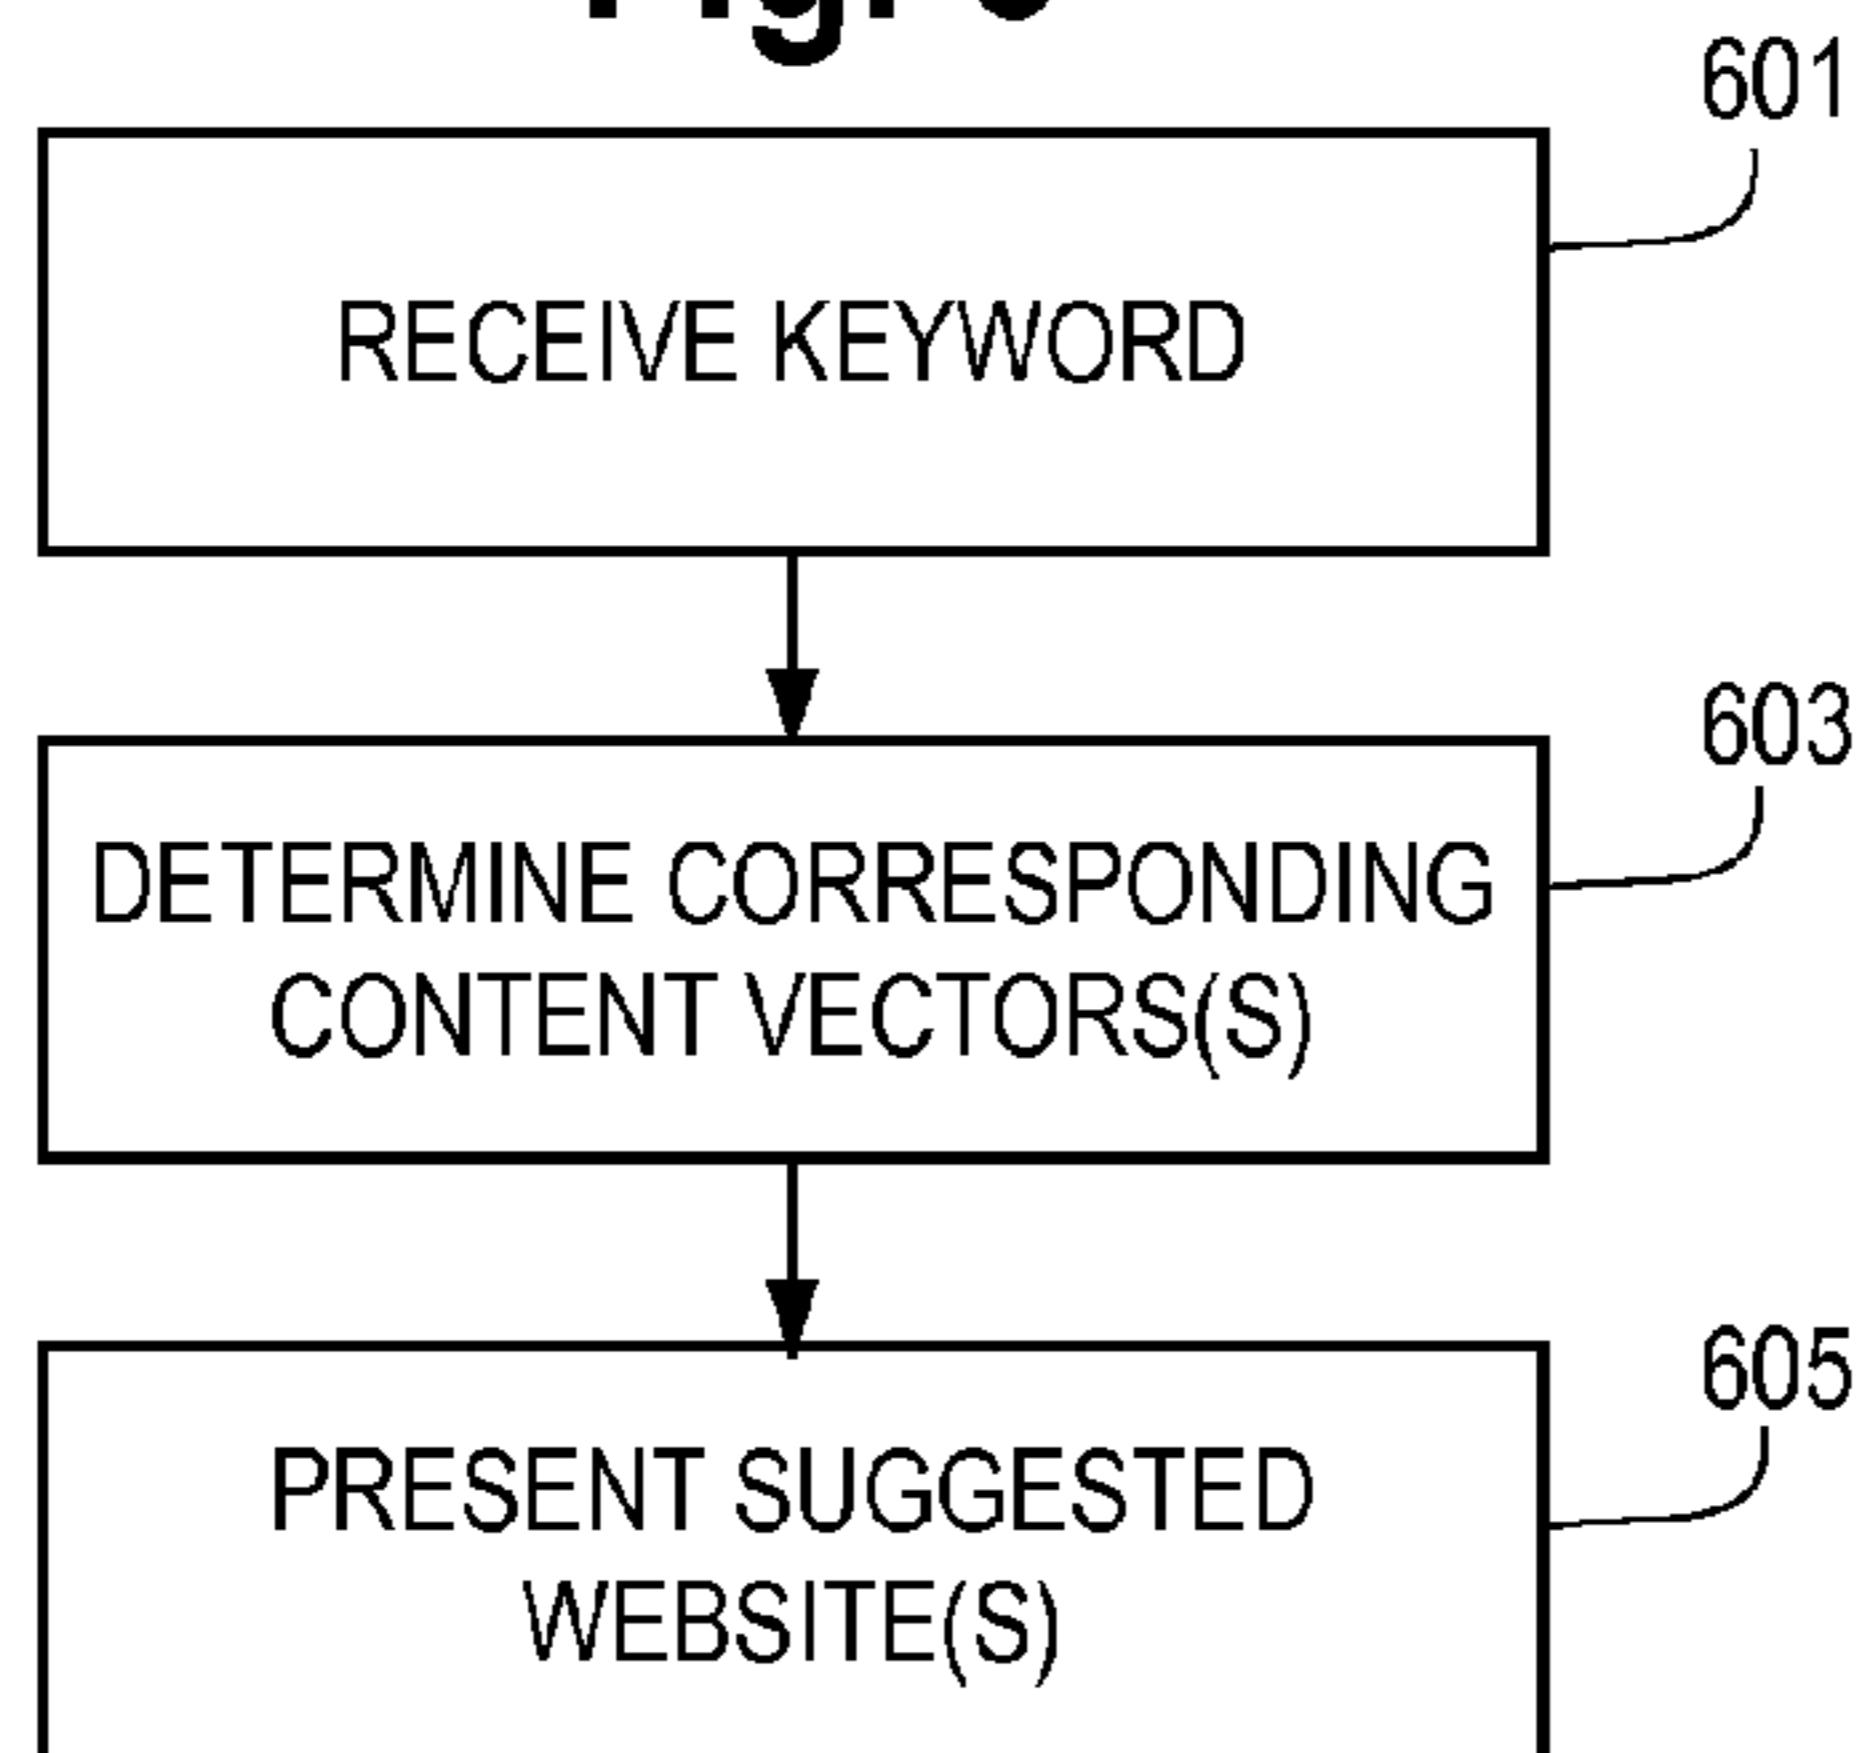 601
RECEIVE KEYWORD
603
DETERMINE CORRESPONDING
CONTENT VECTORS(S)
605
PRESENT SUGGESTED
WEBSITE(S)